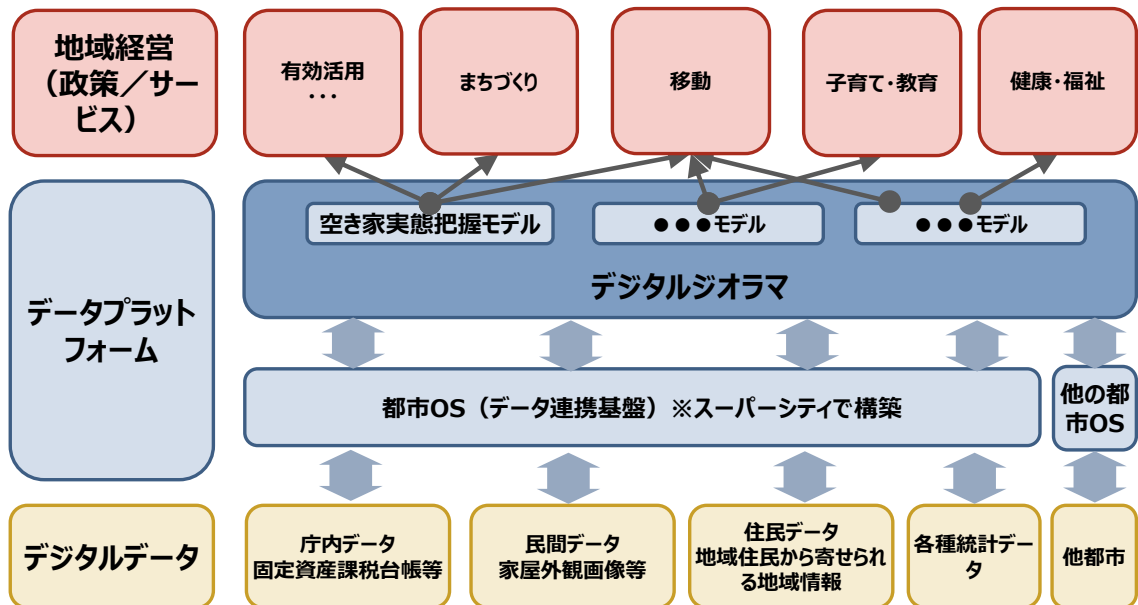 地域経営
（政策／サー
ビス）
有効活用
・・・
まちづくり
移動
子育て・教育
健康・福祉
データプラット
フォーム
空き家実態把握モデル
●●●モデル
●●●モデル
デジタルジオラマ
都市OS（データ連携基盤）※スーパーシティで構築
他の都
市OS
デジタルデータ
庁内データ
固定資産課税台帳等
民間データ
家屋外観画像等
住民データ
地域住民から寄せられ
る地域情報
各種統計デー
タ
他都市